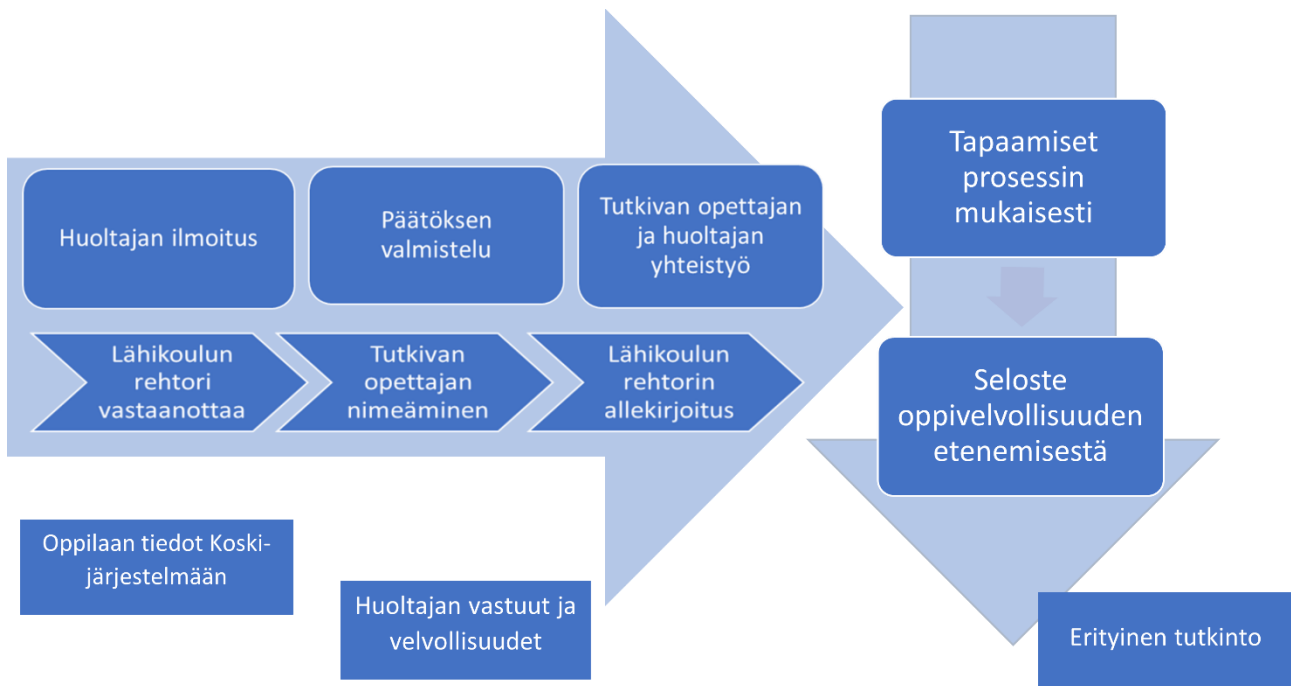 Huoltajan ilmoitus
Päätöksen
valmistelu
Tutkivan opettajan
ja huoltajan
yhteistyö
Lähikoulun
rehtori
vastaanottaa
Tutkivan
opettajan
nimeäminen
Lähikoulun
rehtorin
allekirjoitus
Tapaamiset
prosessin
mukaisesti
Seloste
oppivelvollisuuden
etenemisestä
Oppilaan tiedot Koski-
järjestelmään
Huoltajan vastuut ja
velvollisuudet
Erityinen tutkinto